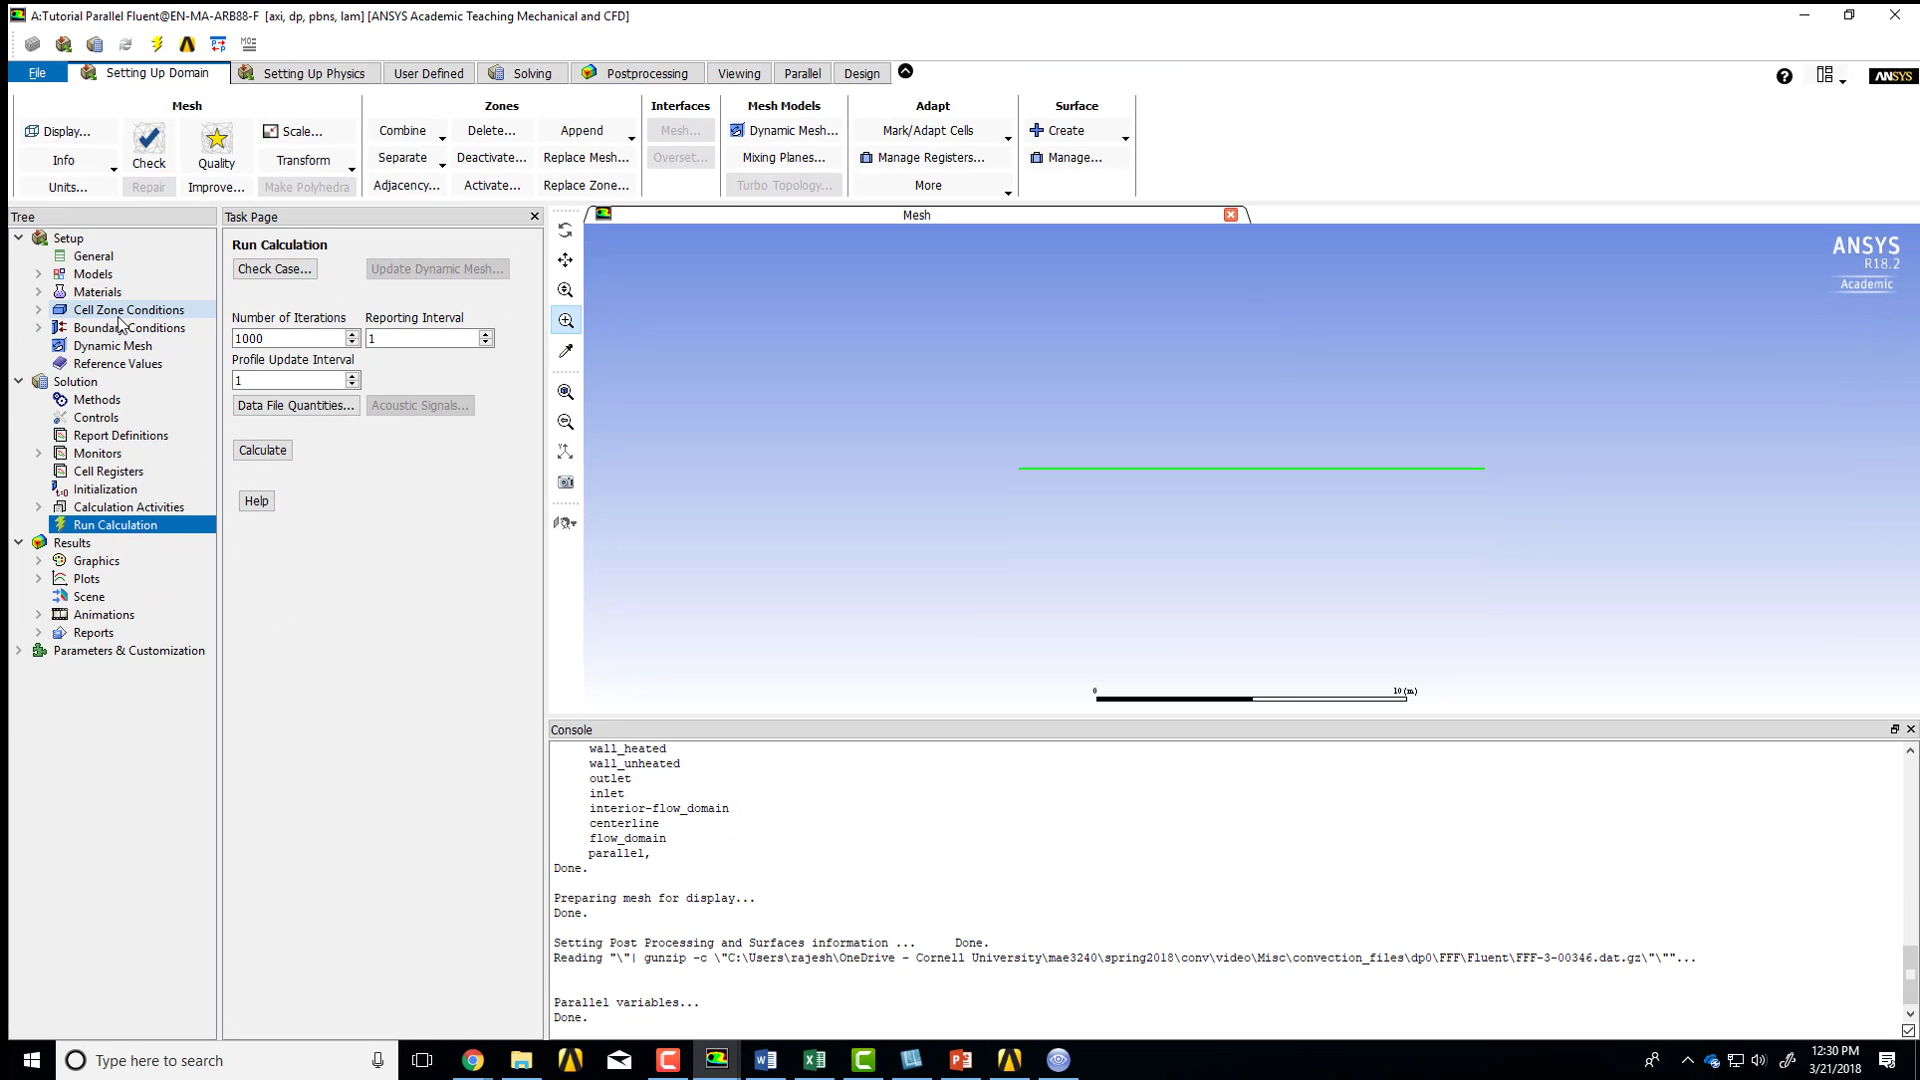 A:Tutorial Parallel Fluent@EN-MA-ARB88-F [axi, dp, pbns, lam] [ANSYS Academic Teaching Mechanical and CFD]
File Setting Up Domain Setting Up Physics User Defined Solving Postprocessing Viewing Parallel Design ANSYS
Mesh Zones Interfaces Mesh Models Adapt Surface
Display... Scale... Combine Delete... Append Mesh... Dynamic Mesh... Mark/Adapt Cells Create
Info Check Quality Transform Separate Deactivate... Replace Mesh... Overset... Mixing Planes... Manage Registers... Manage...
Units... Repair Improve... Make Polyhedra Adjacency... Activate... Replace Zone... Turbo Topology... More
Tree
Setup
General
Models
Materials
Cell Zone Conditions
Boundary Conditions
Dynamic Mesh
Reference Values
Solution
Methods
Controls
Report Definitions
Monitors
Cell Registers
Initialization
Calculation Activities
Run Calculation
Results
Graphics
Plots
Scene
Animations
Reports
Parameters & Customization
Task Page
Run Calculation
Check Case... Update Dynamic Mesh...
Number of Iterations Reporting Interval
1000 1
Profile Update Interval
1
Data File Quantities... Acoustic Signals...
Calculate
Help
Mesh
ANSYS
R18.2
Academic
0 10 (m)
Console
wall_heated
wall_unheated
outlet
inlet
interior-flow_domain
centerline
flow_domain
parallel,
Done.
Preparing mesh for display...
Done.
Setting Post Processing and Surfaces information ... Done.
Reading "\"| gunzip -c \"C:\Users\rajesh\OneDrive - Cornell University\mae3240\spring2018\conv\video\Misc\convection_files\dp0\FFF\Fluent\FFF-3-00346.dat.gz\"\""...
Parallel variables...
Done.
Type here to search
12:30 PM
3/21/2018